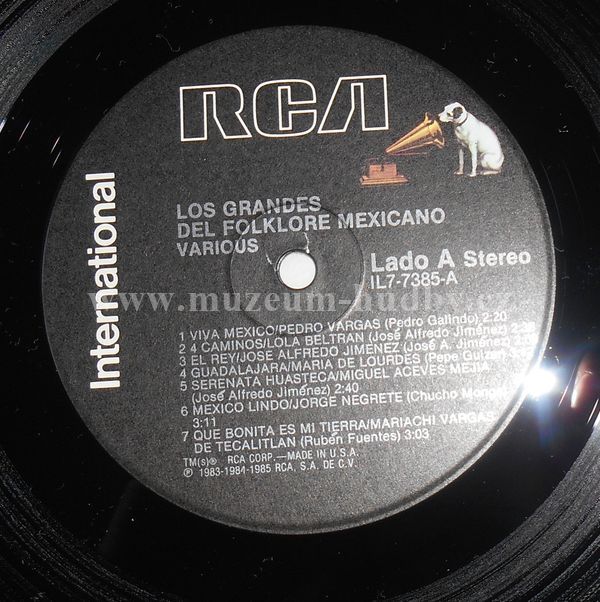 RCA
International
LOS GRANDES
DEL FOLKLORE MEXICANO
VARIOUS
Lado A Stereo
IL7-7385-A
www.muzeum-hudby.cz
1 VIVA MEXICO/PEDRO VARGAS (Pedro Galindo) 2:20
2 4 CAMINOS/LOLA BELTRAN (José Alfredo Jiménez)
3 EL REY/JOSE ALFREDO JIMENEZ (José A. Jiménez)
4 GUADALAJARA/MARIA DE LOURDES (Pepe Guizar)
5 SERENATA HUASTECA/MIGUEL ACEVES MEJIA
(José Alfredo Jiménez) 2:40
6 MEXICO LINDO/JORGE NEGRETE (Chucho
3:11
7 QUE BONITA ES MI TIERRA/MARIACHI VARGAS
DE TECALITLAN (Rubén Fuentes) 3:03
TM(s)® RCA CORP.—MADE IN U.S.A.
℗ 1983-1984-1985 RCA, S.A. DE C.V.